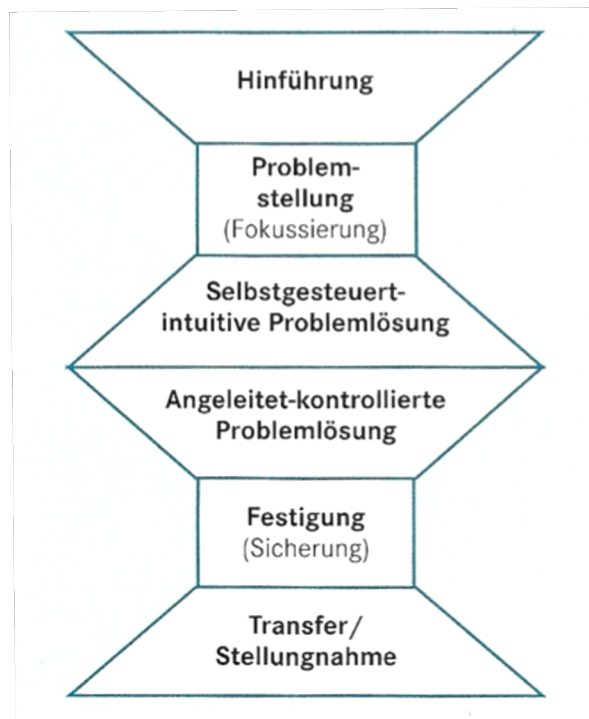 Hinführung
Problem-
stellung
(Fokussierung)
Selbstgesteuert-
intuitive Problemlösung
Angeleitet-kontrollierte
Problemlösung
Festigung
(Sicherung)
Transfer/
Stellungnahme